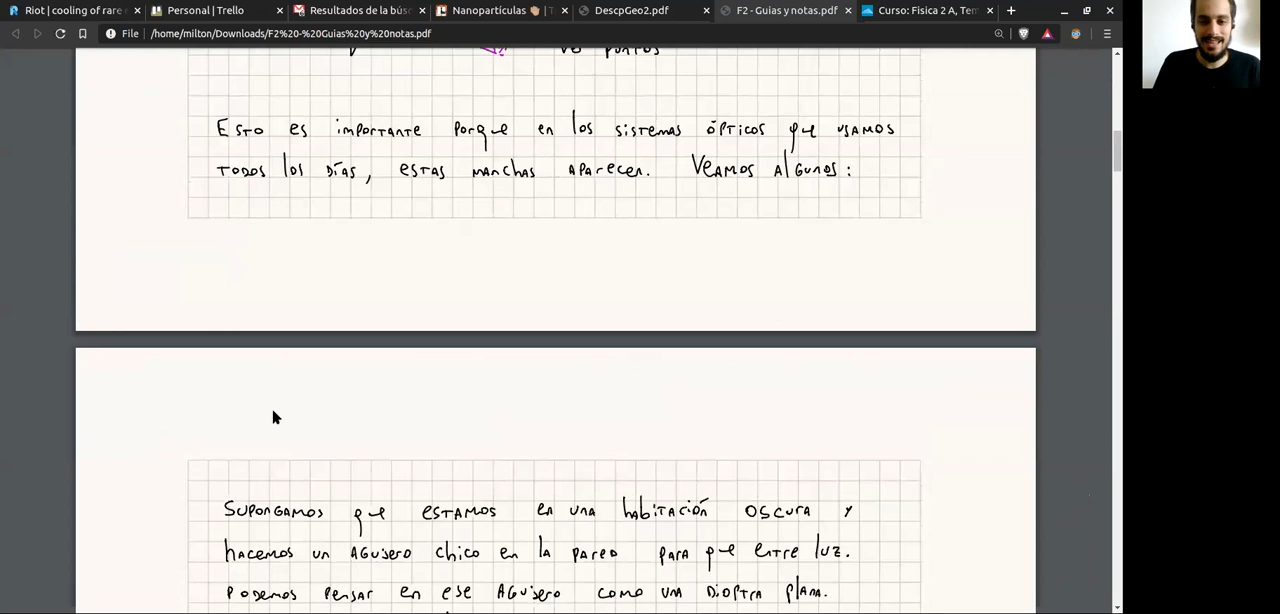 Riot | cooling of rare e
Personal | Trello
Resultados de la bús
Nanopartículas 👏🏼 | T
DescpGeo2.pdf
F2 - Guias y notas.pdf
Curso: Fisica 2 A, Tem
File
/home/milton/Downloads/F2%20-%20Guias%20y%20notas.pdf
Esto es importante porque en los sistemas ópticos que usamos
todos los días, estas manchas aparecen. Veamos algunos:
Supongamos que estamos en una habitación oscura y
hacemos un agujero chico en la pared para que entre luz.
Podemos pensar en ese agujero como una dioptra plana.